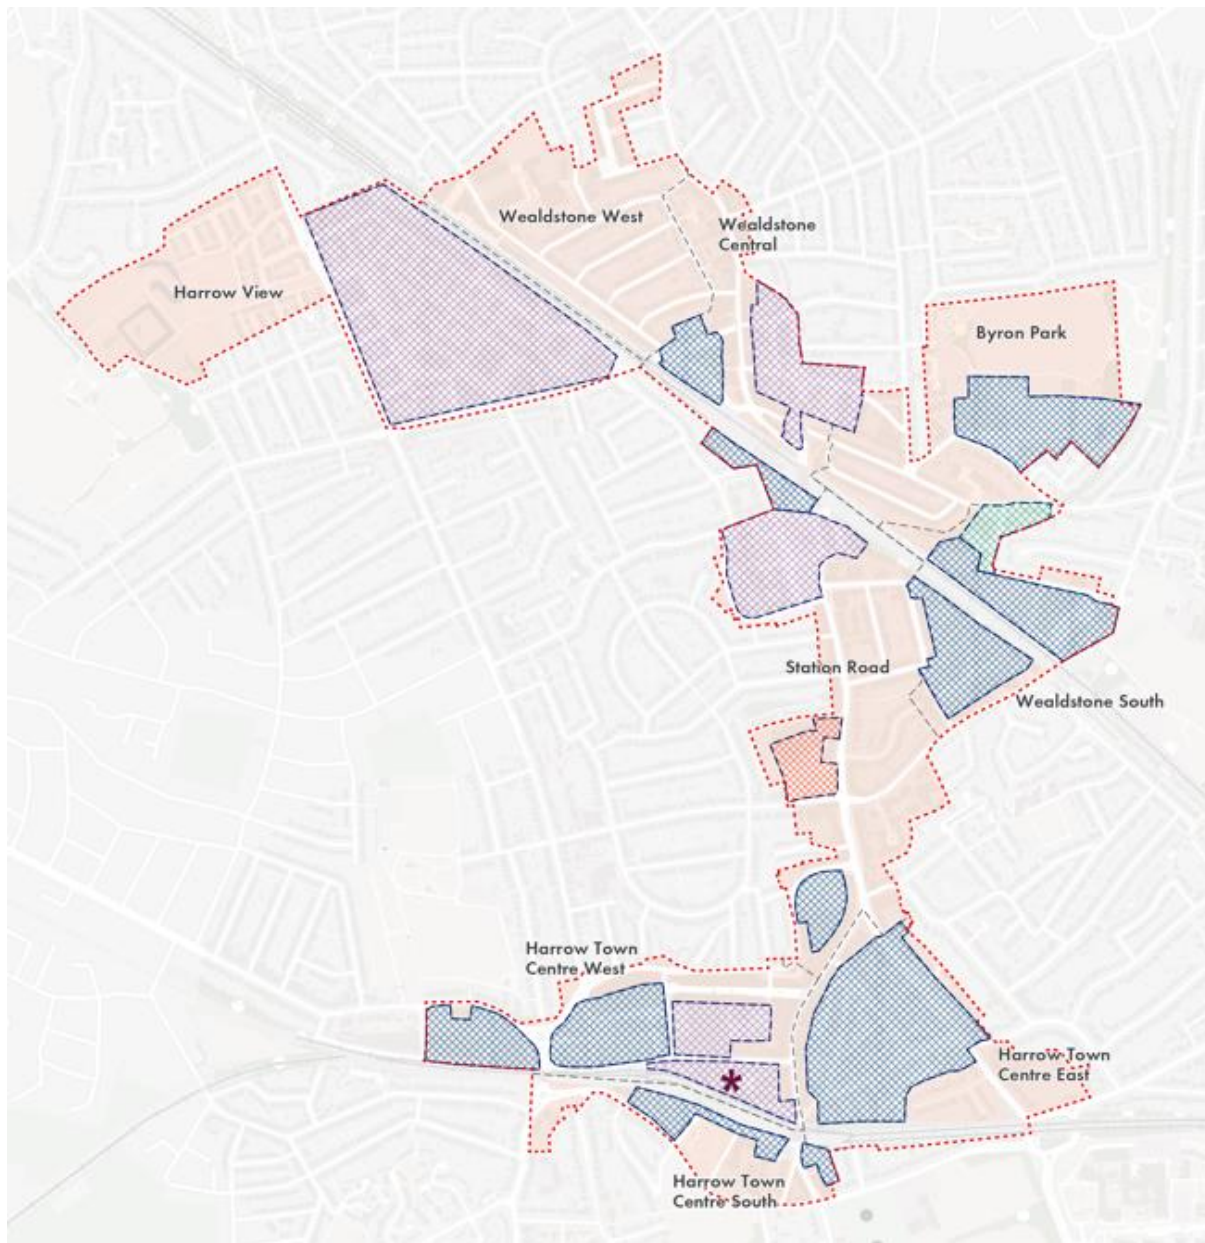 Wealdstone West
Wealdstone
Central
Harrow View
Byron Park
Station Road
Wealdstone South
Harrow Town
Centre West
Harrow Town
Centre East
*
Harrow Town
Centre South